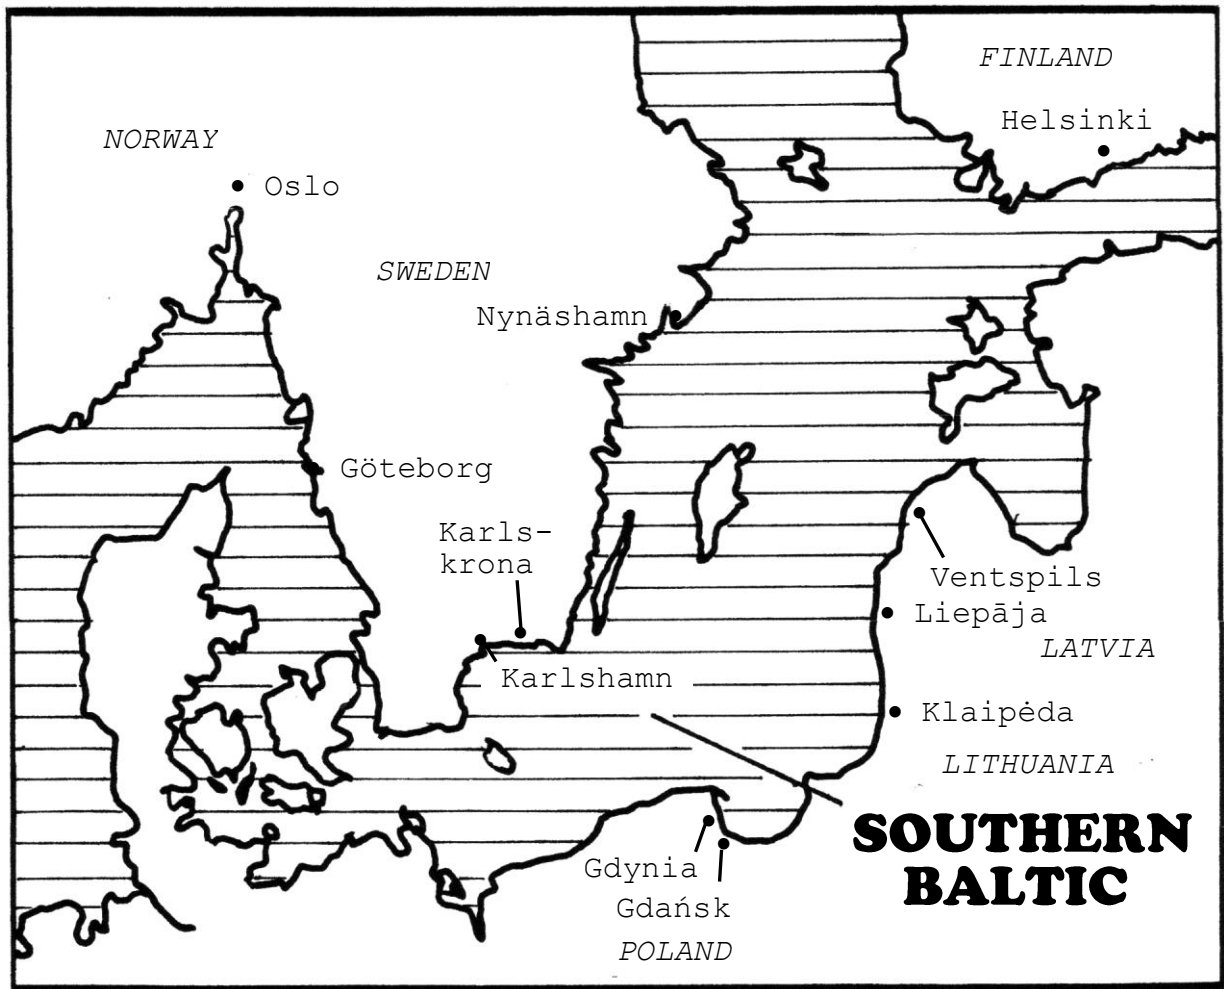 FINLAND
Helsinki
NORWAY
Oslo
SWEDEN
Nynäshamn
Göteborg
Karls-
krona
Ventspils
Liepāja
LATVIA
Karlshamn
Klaipėda
LITHUANIA
SOUTHERN
BALTIC
Gdynia
Gdańsk
POLAND